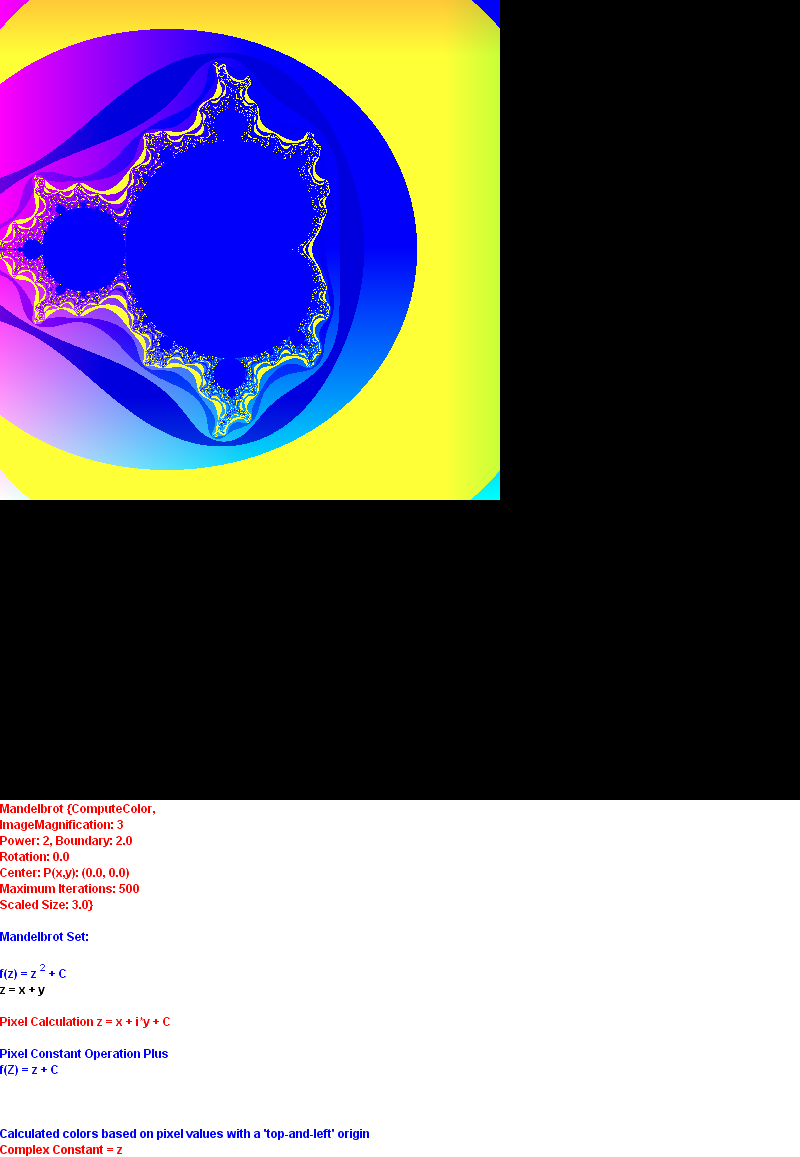 Mandelbrot {ComputeColor,
ImageMagnification: 3
Power: 2, Boundary: 2.0
Rotation: 0.0
Center: P(x,y): (0.0, 0.0)
Maximum Iterations: 500
Scaled Size: 3.0}
Mandelbrot Set:
f(z) = z 2 + C
z = x + y
Pixel Calculation z = x + i*y + C
Pixel Constant Operation Plus
f(Z) = z + C
Calculated colors based on pixel values with a 'top-and-left' origin
Complex Constant = z